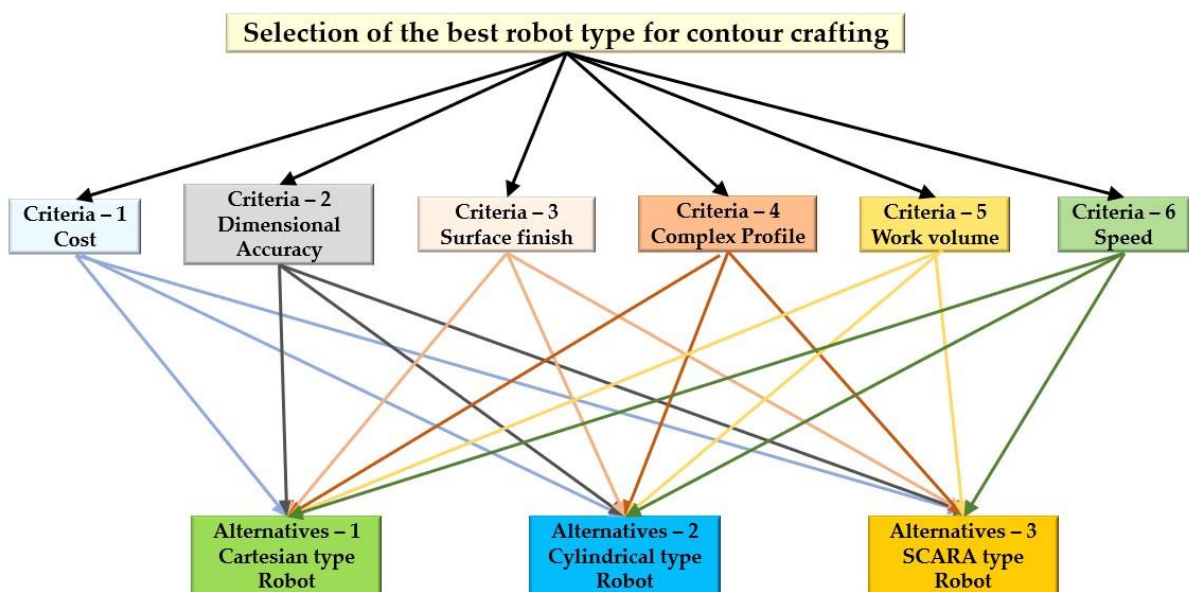 Selection of the best robot type for contour crafting
Criteria – 1
Cost
Criteria – 2
Dimensional
Accuracy
Criteria – 3
Surface finish
Criteria – 4
Complex Profile
Criteria – 5
Work volume
Criteria – 6
Speed
Alternatives – 1
Cartesian type
Robot
Alternatives – 2
Cylindrical type
Robot
Alternatives – 3
SCARA type
Robot